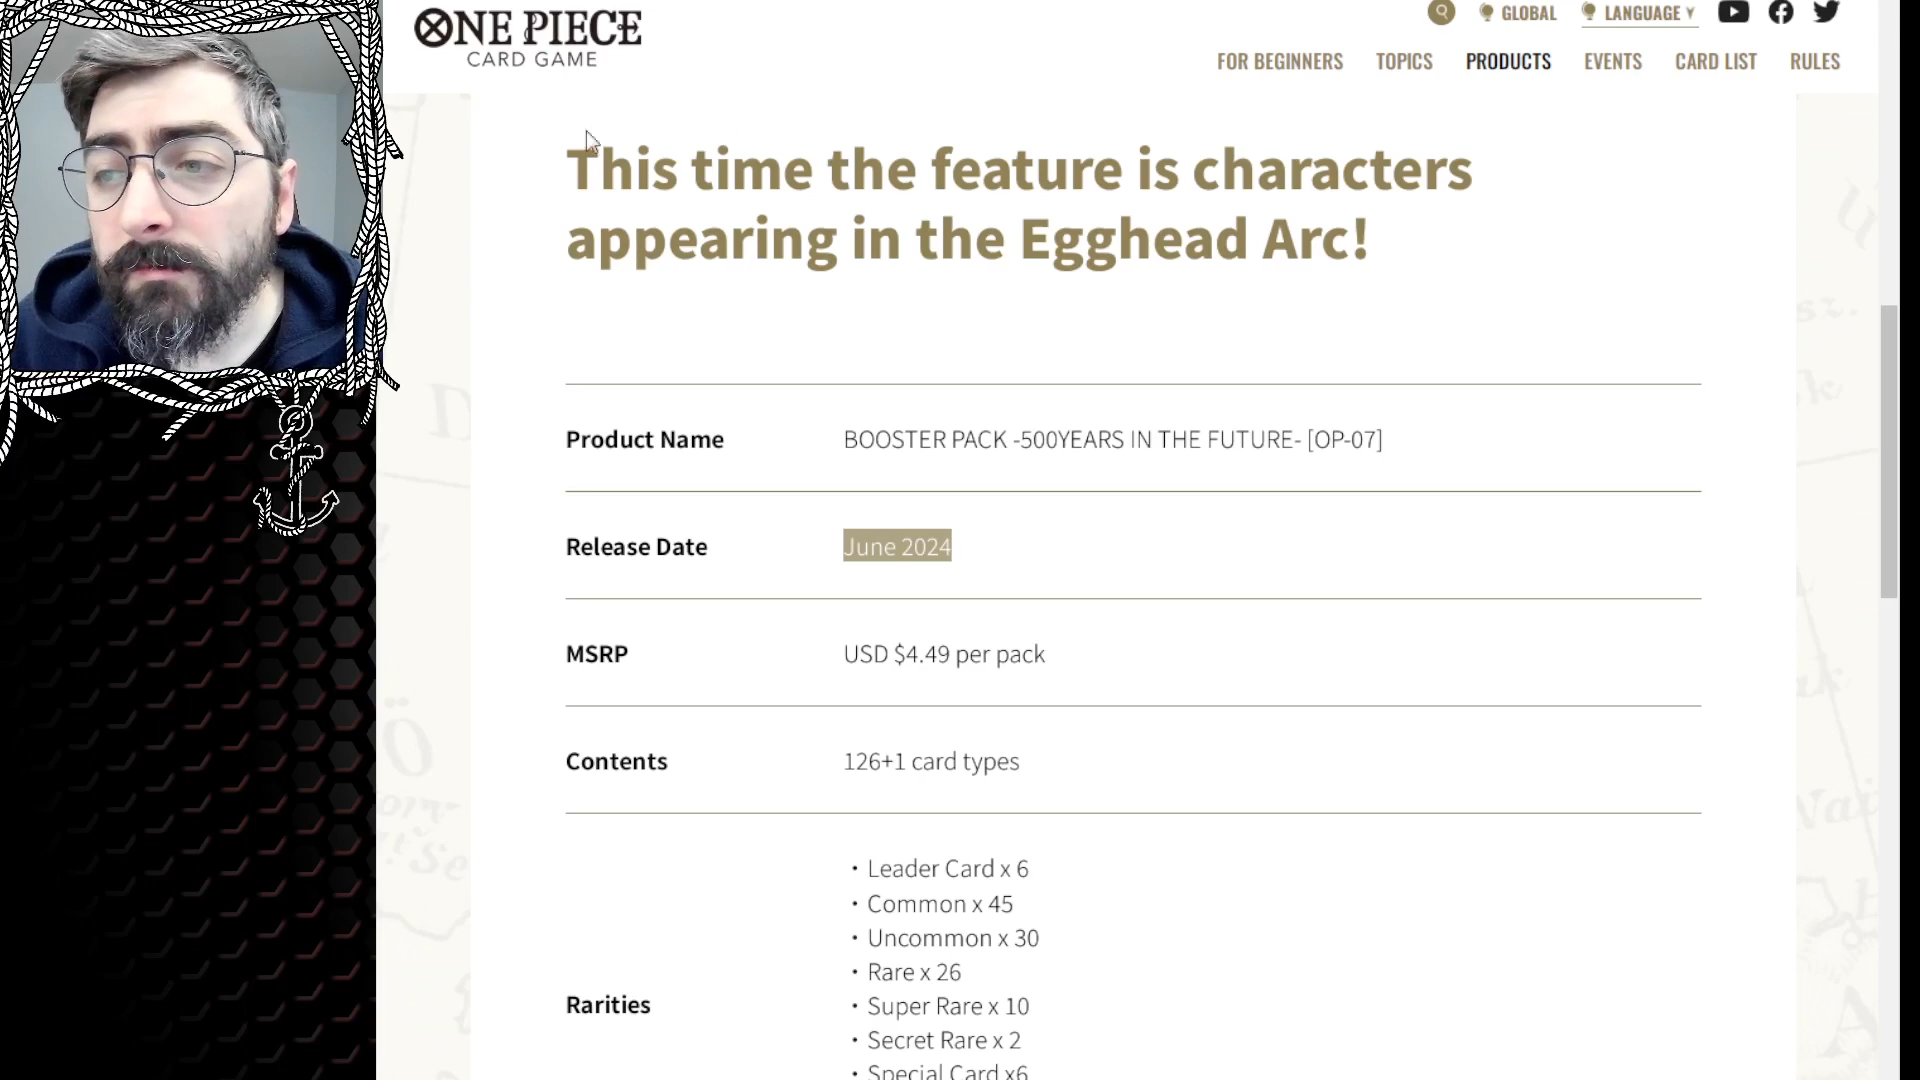 ONE PIECE
CARD GAME
GLOBAL
LANGUAGE
FOR BEGINNERS
TOPICS
PRODUCTS
EVENTS
CARD LIST
RULES
This time the feature is characters
appearing in the Egghead Arc!
Product Name
BOOSTER PACK -500YEARS IN THE FUTURE- [OP-07]
Release Date
June 2024
MSRP
USD $4.49 per pack
Contents
126+1 card types
Rarities
・Leader Card x 6
・Common x 45
・Uncommon x 30
・Rare x 26
・Super Rare x 10
・Secret Rare x 2
・Special Card x6